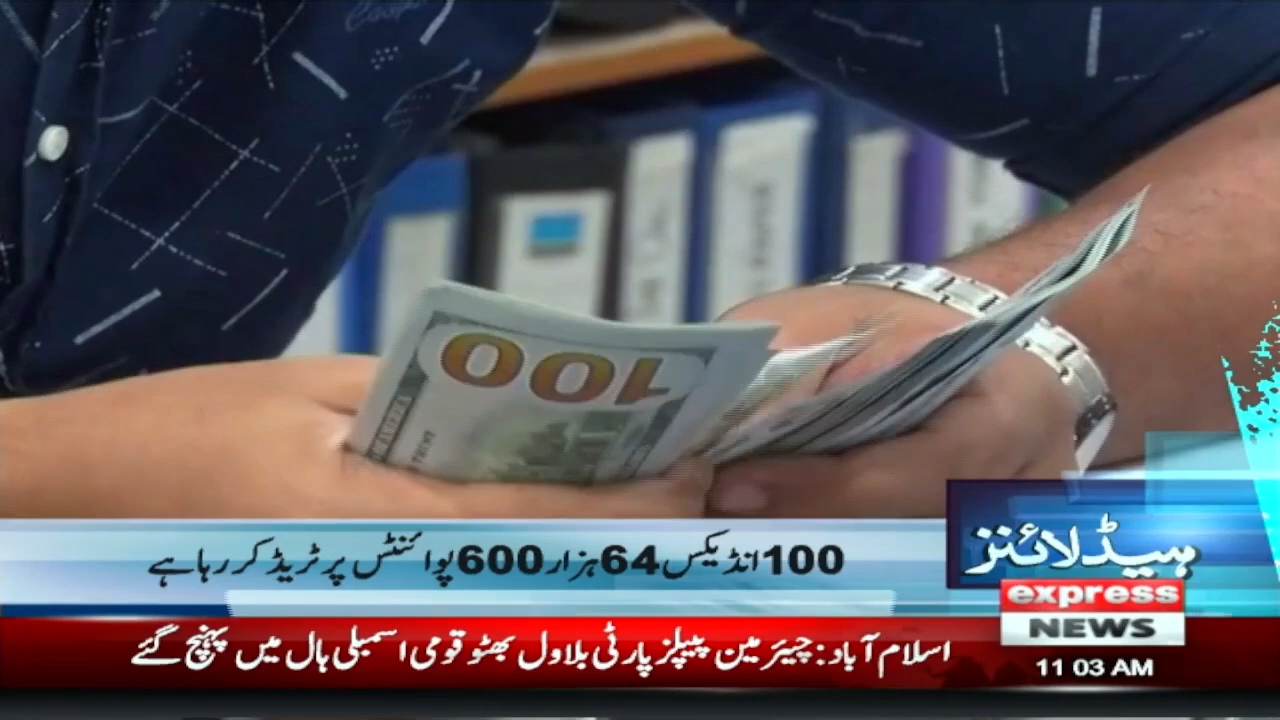 Cooper
100
100 انڈیکس 64 ہزار 600 پوائنٹس پر ٹریڈ کر رہا ہے
ہیڈلائنز
express
NEWS
11 03 AM
اسلام آباد: چیئرمین پیپلز پارٹی بلاول بھٹو قومی اسمبلی ہال میں پہنچ گئے